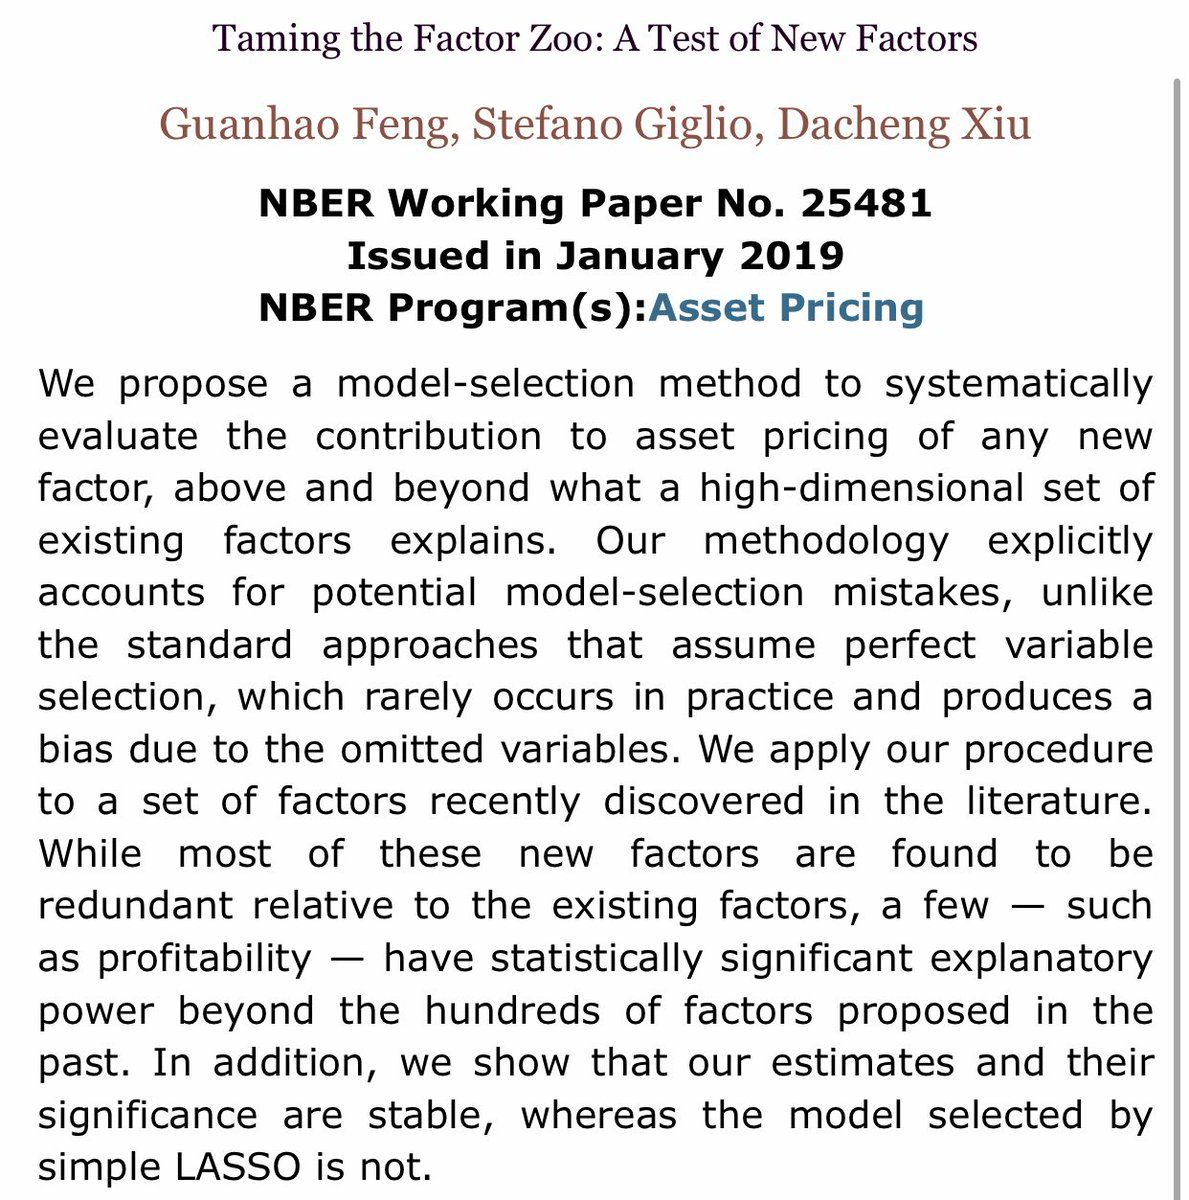 Taming the Factor Zoo: A Test of New Factors
Guanhao Feng, Stefano Giglio, Dacheng Xiu
NBER Working Paper No. 25481
Issued in January 2019
NBER Program(s):Asset Pricing
We propose a model-selection method to systematically
evaluate the contribution to asset pricing of any new
factor, above and beyond what a high-dimensional set of
existing factors explains. Our methodology explicitly
accounts for potential model-selection mistakes, unlike
the standard approaches that assume perfect variable
selection, which rarely occurs in practice and produces a
bias due to the omitted variables. We apply our procedure
to a set of factors recently discovered in the literature.
While most of these new factors are found to be
redundant relative to the existing factors, a few — such
as profitability — have statistically significant explanatory
power beyond the hundreds of factors proposed in the
past. In addition, we show that our estimates and their
significance are stable, whereas the model selected by
simple LASSO is not.